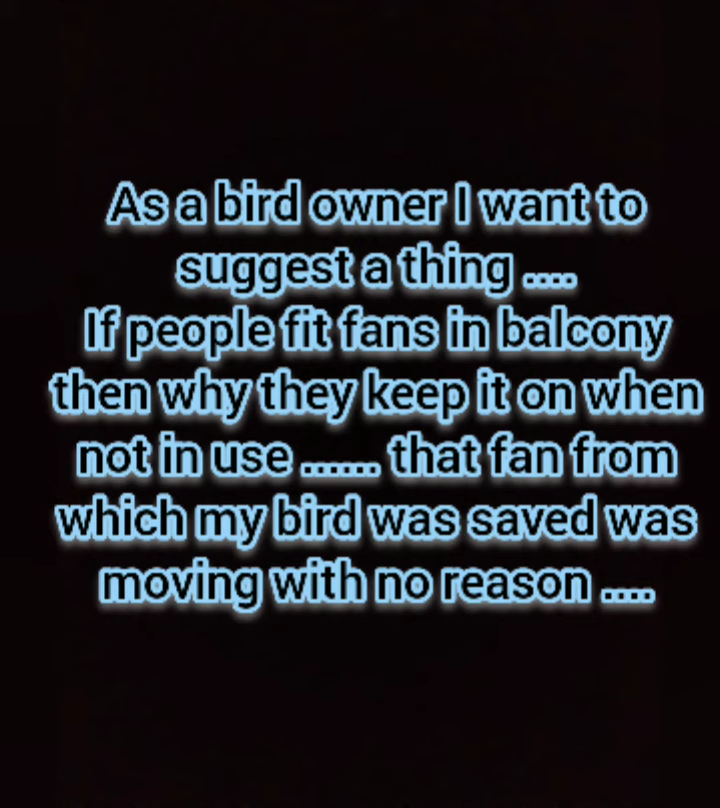 As a bird owner I want to
suggest a thing ....
If people fit fans in balcony
then why they keep it on when
not in use ...... that fan from
which my bird was saved was
moving with no reason ....